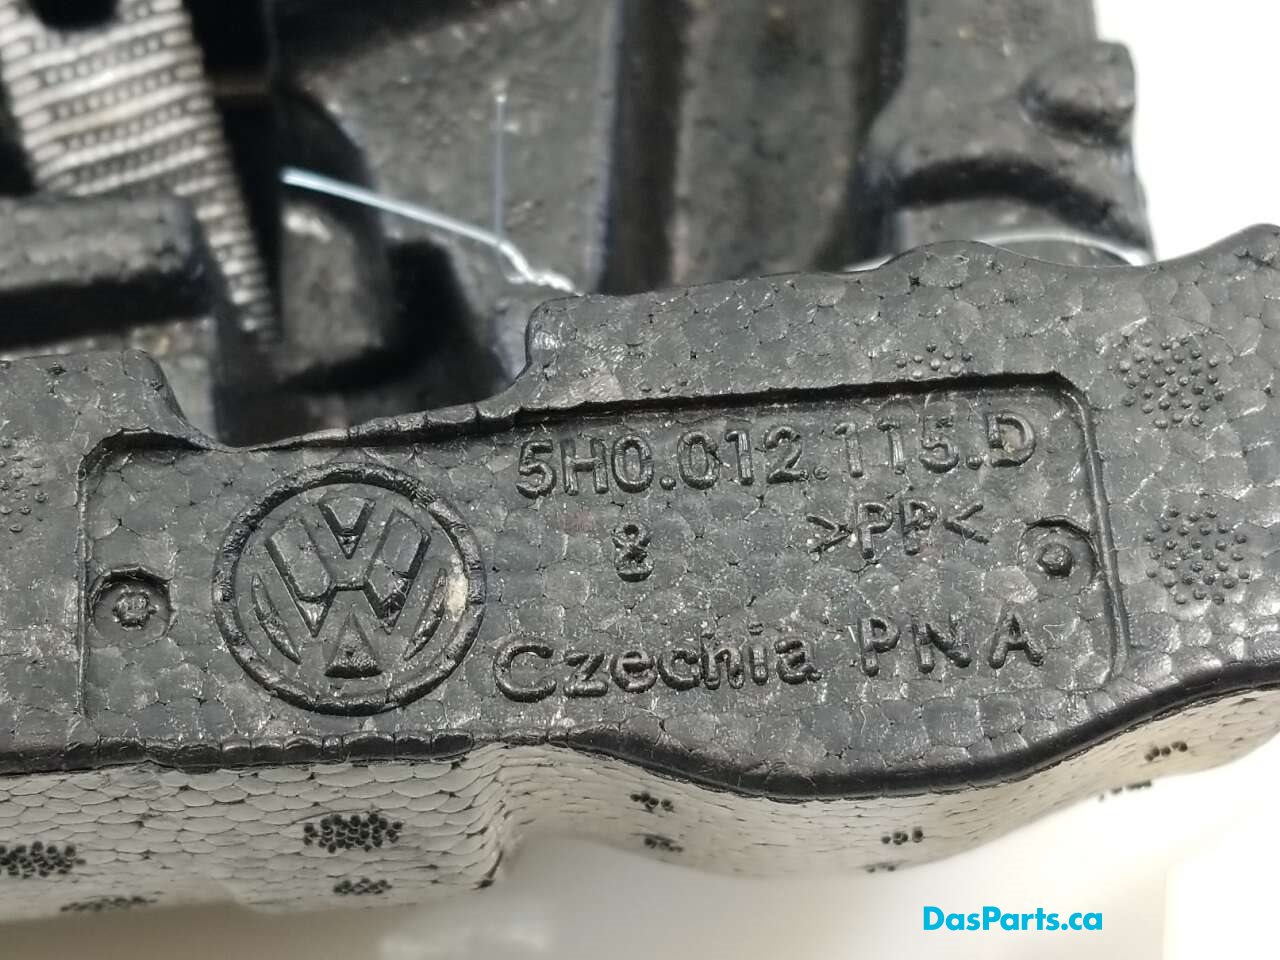 5H0.012.115.D
8 >PP<
Czechia PNA
DasParts.ca